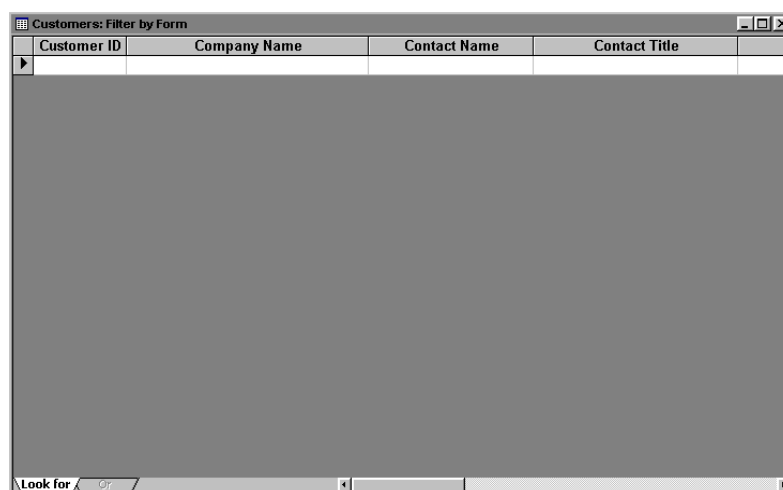 Customers: Filter by Form
Customer ID Company Name Contact Name Contact Title
Look for Or